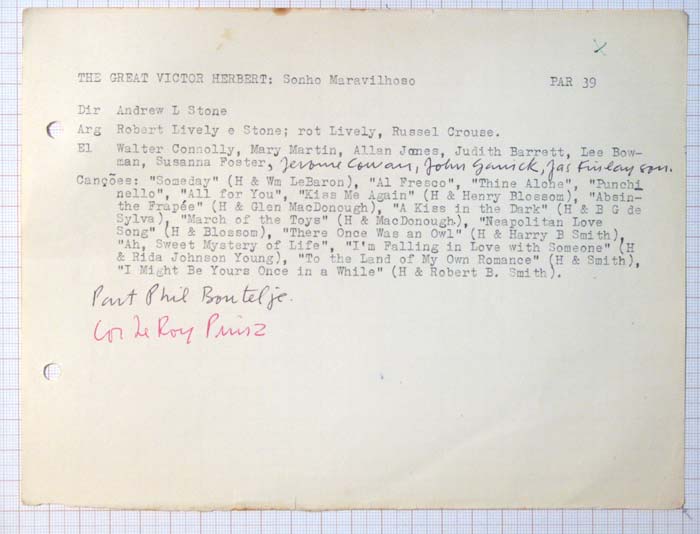 THE GREAT VICTOR HERBERT: Sonho Maravilhoso PAR 39
Dir Andrew L Stone
Arg Robert Lively e Stone; rot Lively, Russel Crouse.
El Walter Connolly, Mary Martin, Allan Jones, Judith Barrett, Lee Bow-
man, Susanna Foster, Jerome Cowan, John Garrick, Jas Finlayson.
Canções: "Someday" (H & Wm LeBaron), "Al Fresco", "Thine Alone", "Punchi
nello", "All for You", "Kiss Me Again" (H & Henry Blossom), "Absin-
the Frapée" (H & Glen MacDonough), "A Kiss in the Dark" (H & B G de
Sylva), "March of the Toys" (H & MacDonough), "Neapolitan Love
Song" (H & Blossom), "There Once Was an Owl" (H & Harry B Smith),
"Ah, Sweet Mystery of Life", "I'm Falling in Love with Someone" (H
& Rida Johnson Young), "To the Land of My Own Romance" (H & Smith),
"I Might Be Yours Once in a While" (H & Robert B. Smith).
Part Phil Boutelje.
Cor LeRoy Prinz